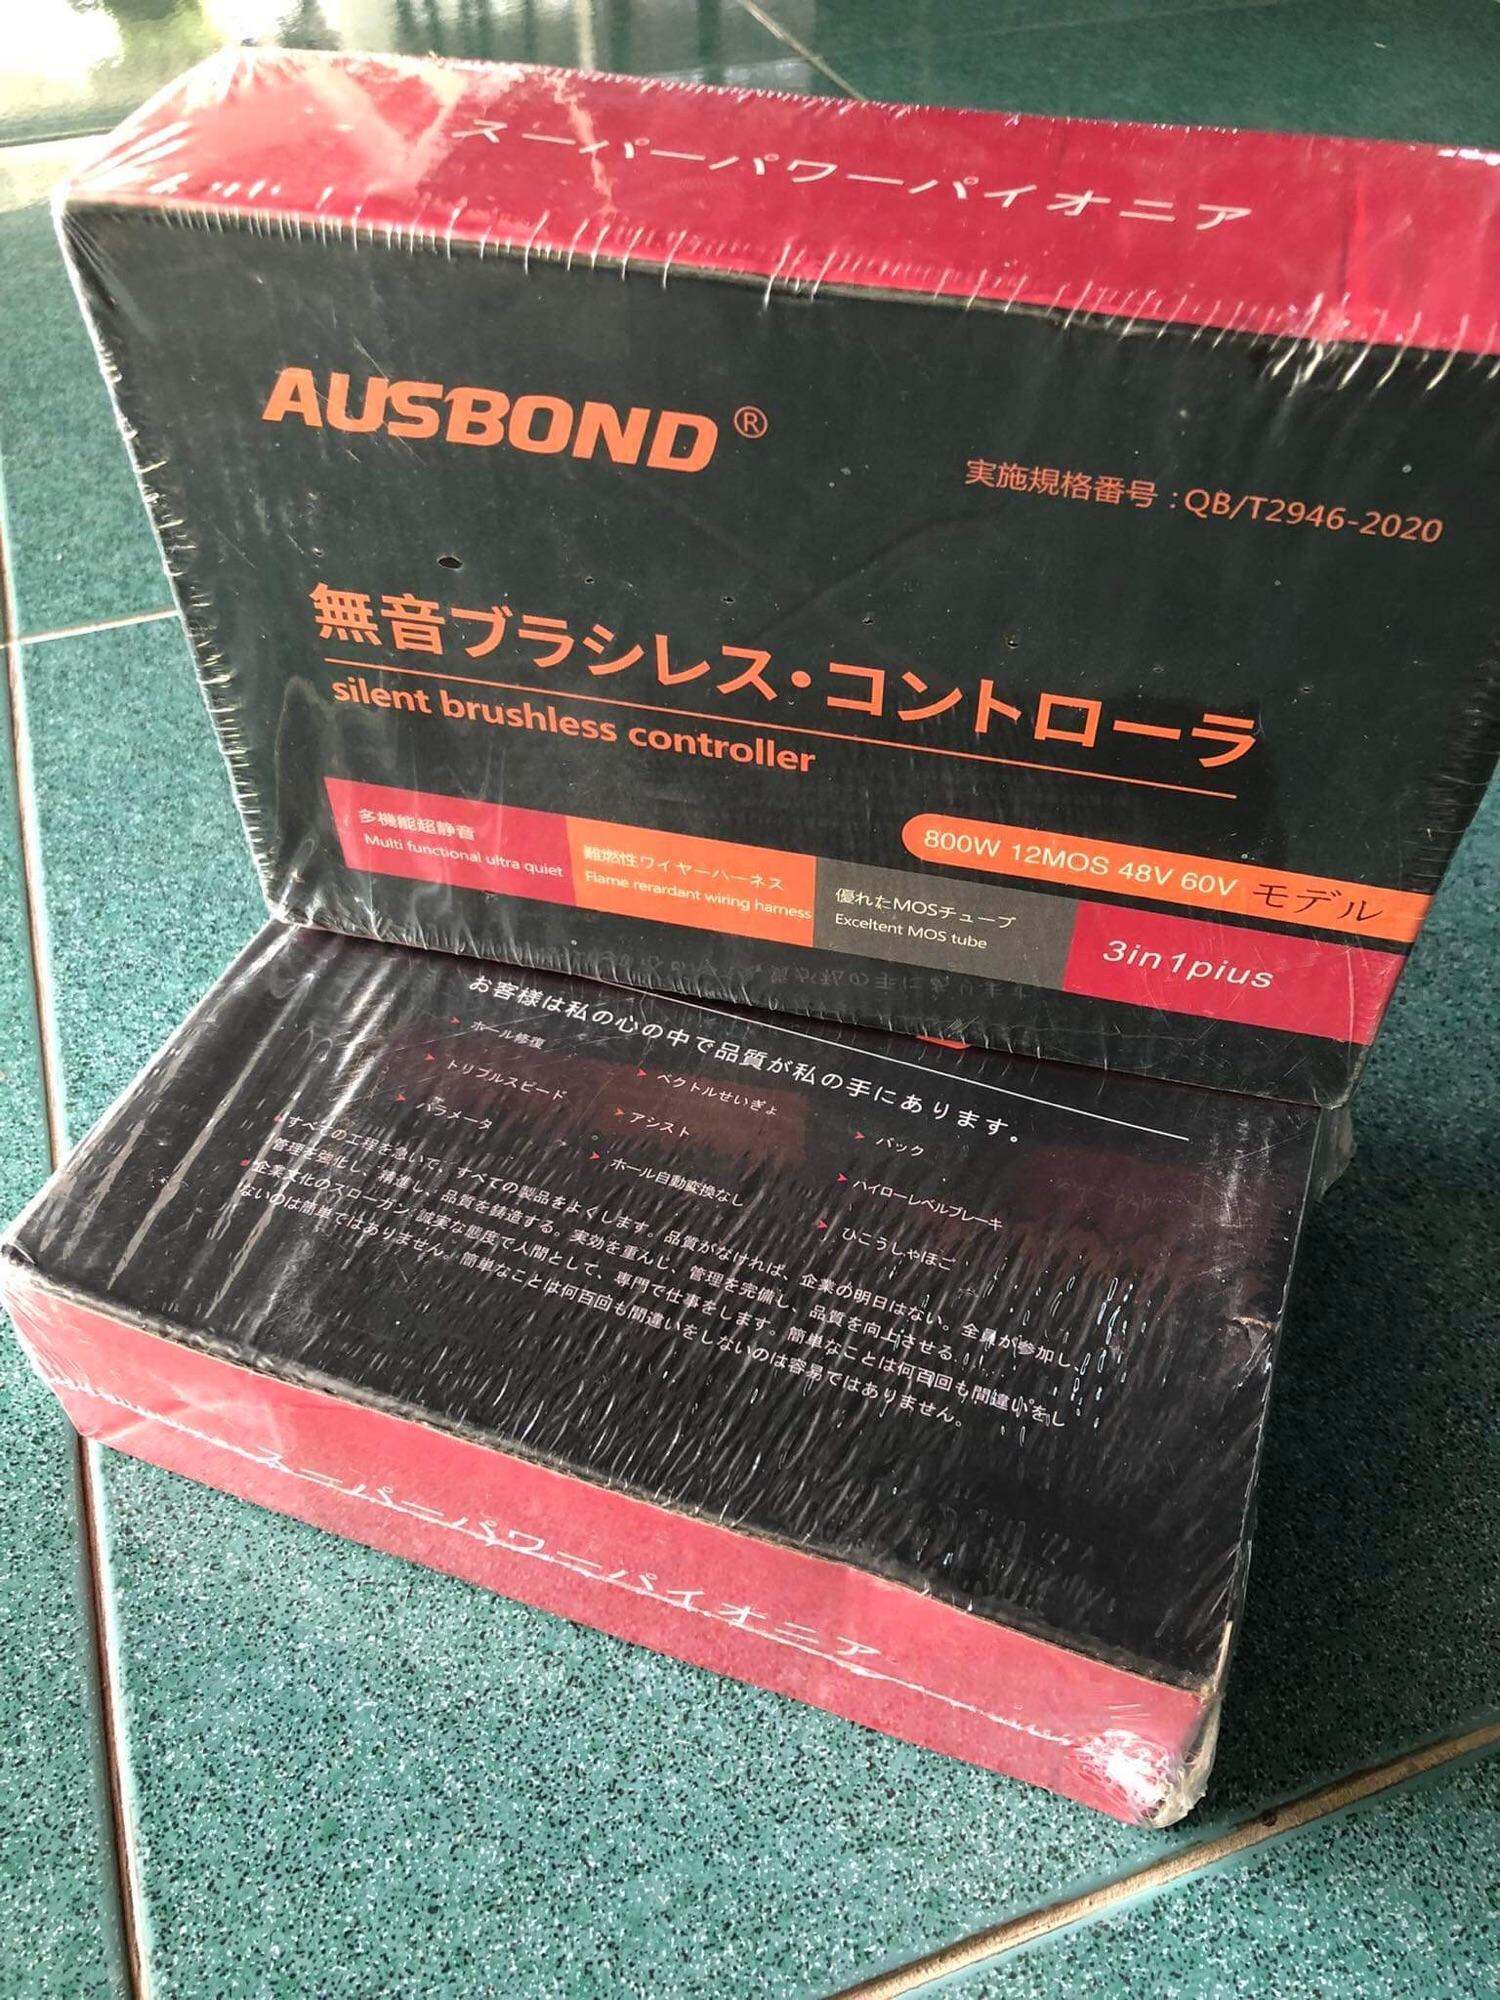 スーパーパワーパイオニア
AUSBOND®
実施規格番号:QB/T2946-2020
無音ブラシレス・コントローラ
silent brushless controller
800W 12MOS 48V 60V モデル
多機能超静音
Multi functional ultra quiet
難燃性ワイヤーハーネス
Flame rerardant wiring harness
優れたMOSチューブ
Exceltent MOS tube
3in1pius
お客様は私の心の中で品質が私の手にあります。
ホール修復
ベクトルせいぎょ
バック
トリプルスピード
アシスト
ハイローレベルブレーキ
パラメータ
ホール自動変換なし
ひこうしゃほご
すべての工程を急いで、すべての製品をよくします。品質がなければ、企業の明日はない。全員が参加し、
管理を強化し、精進し、品質を鋳造する。実効を重んじ、管理を完備し、品質を向上させる
企業文化のスローガン:誠実な態度で人間として、専門で仕事をします。簡単なことは何百回も間違いをし
ないのは簡単ではありません。簡単なことは何百回も間違いをしないのは容易ではありません。
スーパーパワーパイオニア